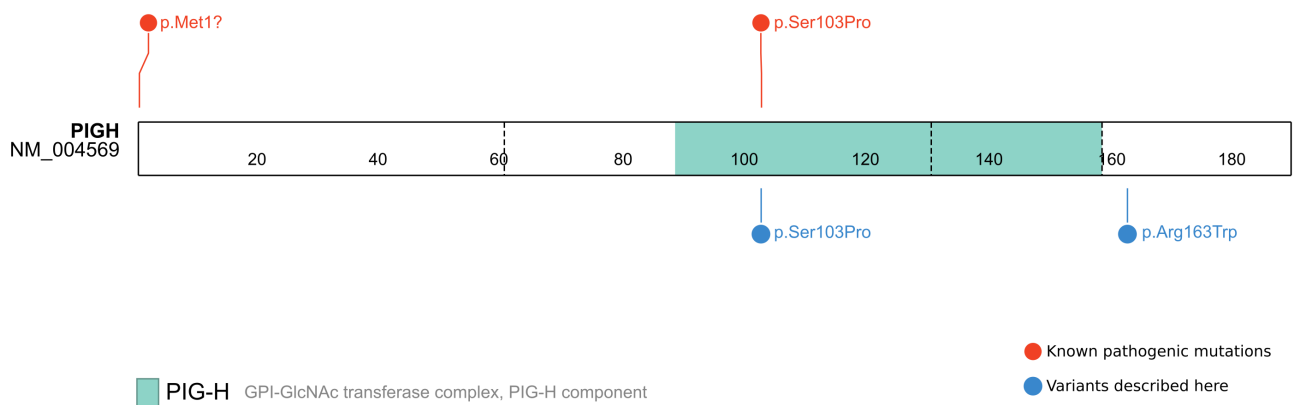 p.Met1? p.Ser103Pro
PIGH
NM_004569
20 40 60 80 100 120 140 160 180
p.Ser103Pro p.Arg163Trp
Known pathogenic mutations
PIG-H GPI-GlcNAc transferase complex, PIG-H component
Variants described here